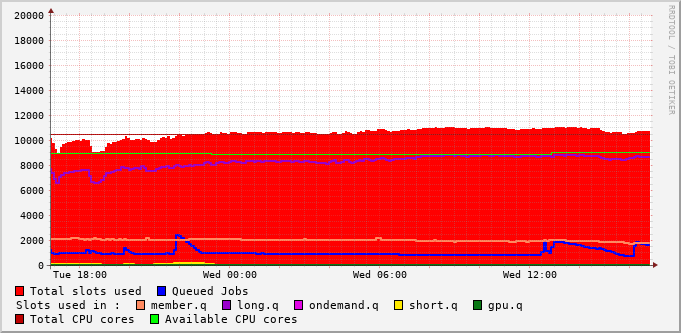 20000
18000
16000
14000
12000
10000
8000
6000
4000
2000
0
Tue 18:00 Wed 00:00 Wed 06:00 Wed 12:00
RRDTOOL / TOBI OETIKER
Total slots used Queued Jobs
Slots used in : member.q long.q ondemand.q short.q gpu.q
Total CPU cores Available CPU cores